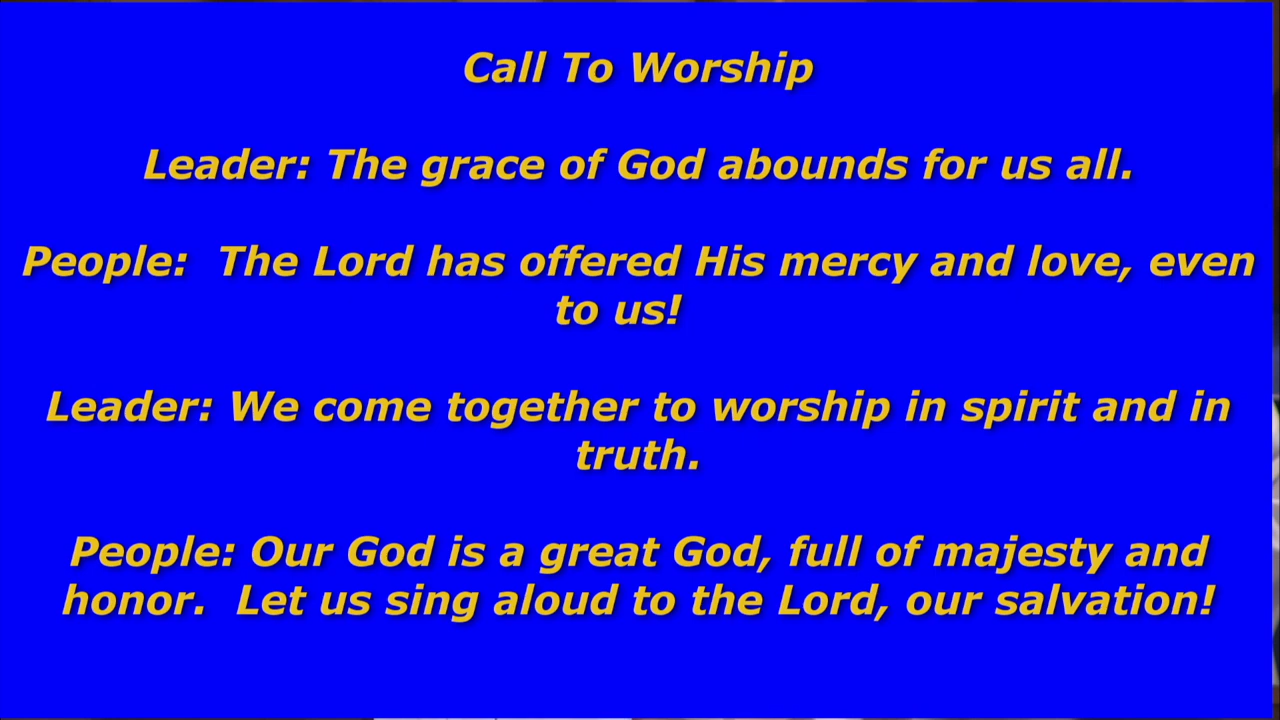 Call To Worship
Leader: The grace of God abounds for us all.
People:  The Lord has offered His mercy and love, even
to us!
Leader: We come together to worship in spirit and in
truth.
People: Our God is a great God, full of majesty and
honor.  Let us sing aloud to the Lord, our salvation!